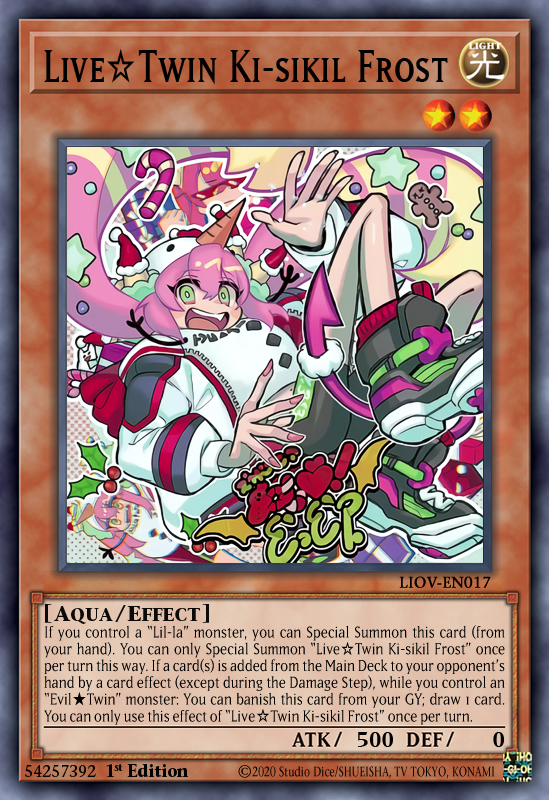 LIVE☆TWIN KI-SIKIL FROST
LIGHT
光
LIOV-EN017
[AQUA/EFFECT]
If you control a "Lil-la" monster, you can Special Summon this card (from
your hand). You can only Special Summon "Live☆Twin Ki-sikil Frost" once
per turn this way. If a card(s) is added from the Main Deck to your opponent's
hand by a card effect (except during the Damage Step), while you control an
"Evil★Twin" monster: You can banish this card from your GY; draw 1 card.
You can only use this effect of "Live☆Twin Ki-sikil Frost" once per turn.
ATK/ 500 DEF/ 0
54257392 1st Edition ©2020 Studio Dice/SHUEISHA, TV TOKYO, KONAMI